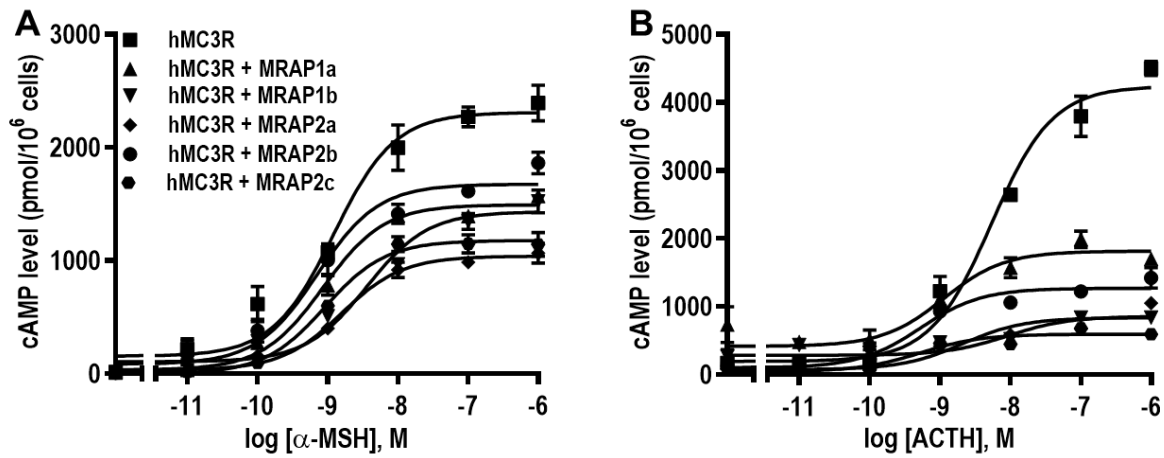 A
cAMP level (pmol/10⁶ cells)
3000
2000
1000
0
hMC3R
hMC3R + MRAP1a
hMC3R + MRAP1b
hMC3R + MRAP2a
hMC3R + MRAP2b
hMC3R + MRAP2c
-11 -10 -9 -8 -7 -6
log [α-MSH], M
B
cAMP level (pmol/10⁶ cells)
5000
4000
3000
2000
1000
0
-11 -10 -9 -8 -7 -6
log [ACTH], M